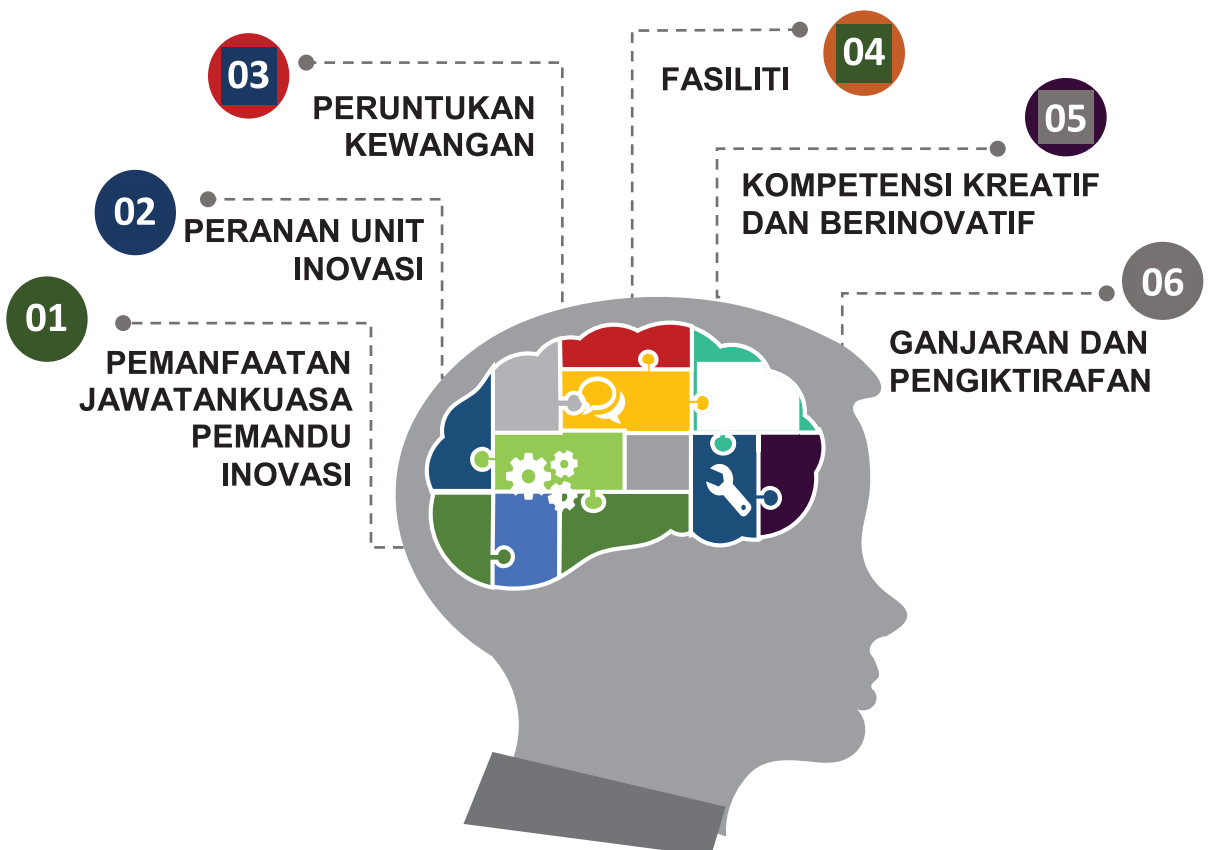 01
PEMANFAATAN
JAWATANKUASA
PEMANDU
INOVASI
02
PERANAN UNIT
INOVASI
03
PERUNTUKAN
KEWANGAN
04
FASILITI
05
KOMPETENSI KREATIF
DAN BERINOVATIF
06
GANJARAN DAN
PENGIKTIRAFAN